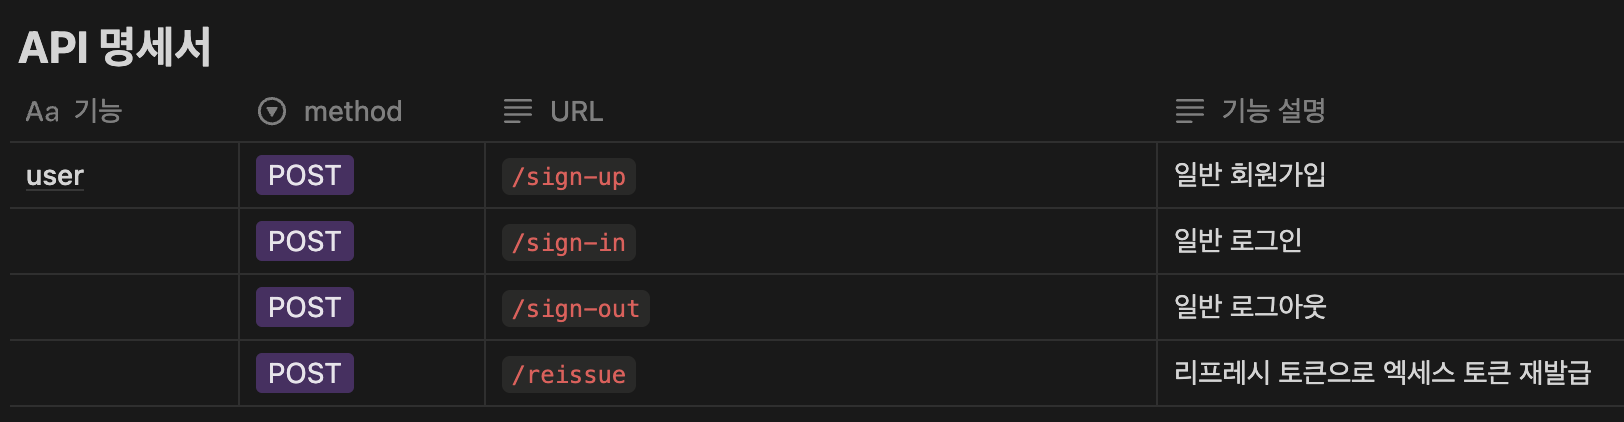 API 명세서
Aa 기능 method URL 기능 설명
user POST /sign-up 일반 회원가입
POST /sign-in 일반 로그인
POST /sign-out 일반 로그아웃
POST /reissue 리프레시 토큰으로 엑세스 토큰 재발급